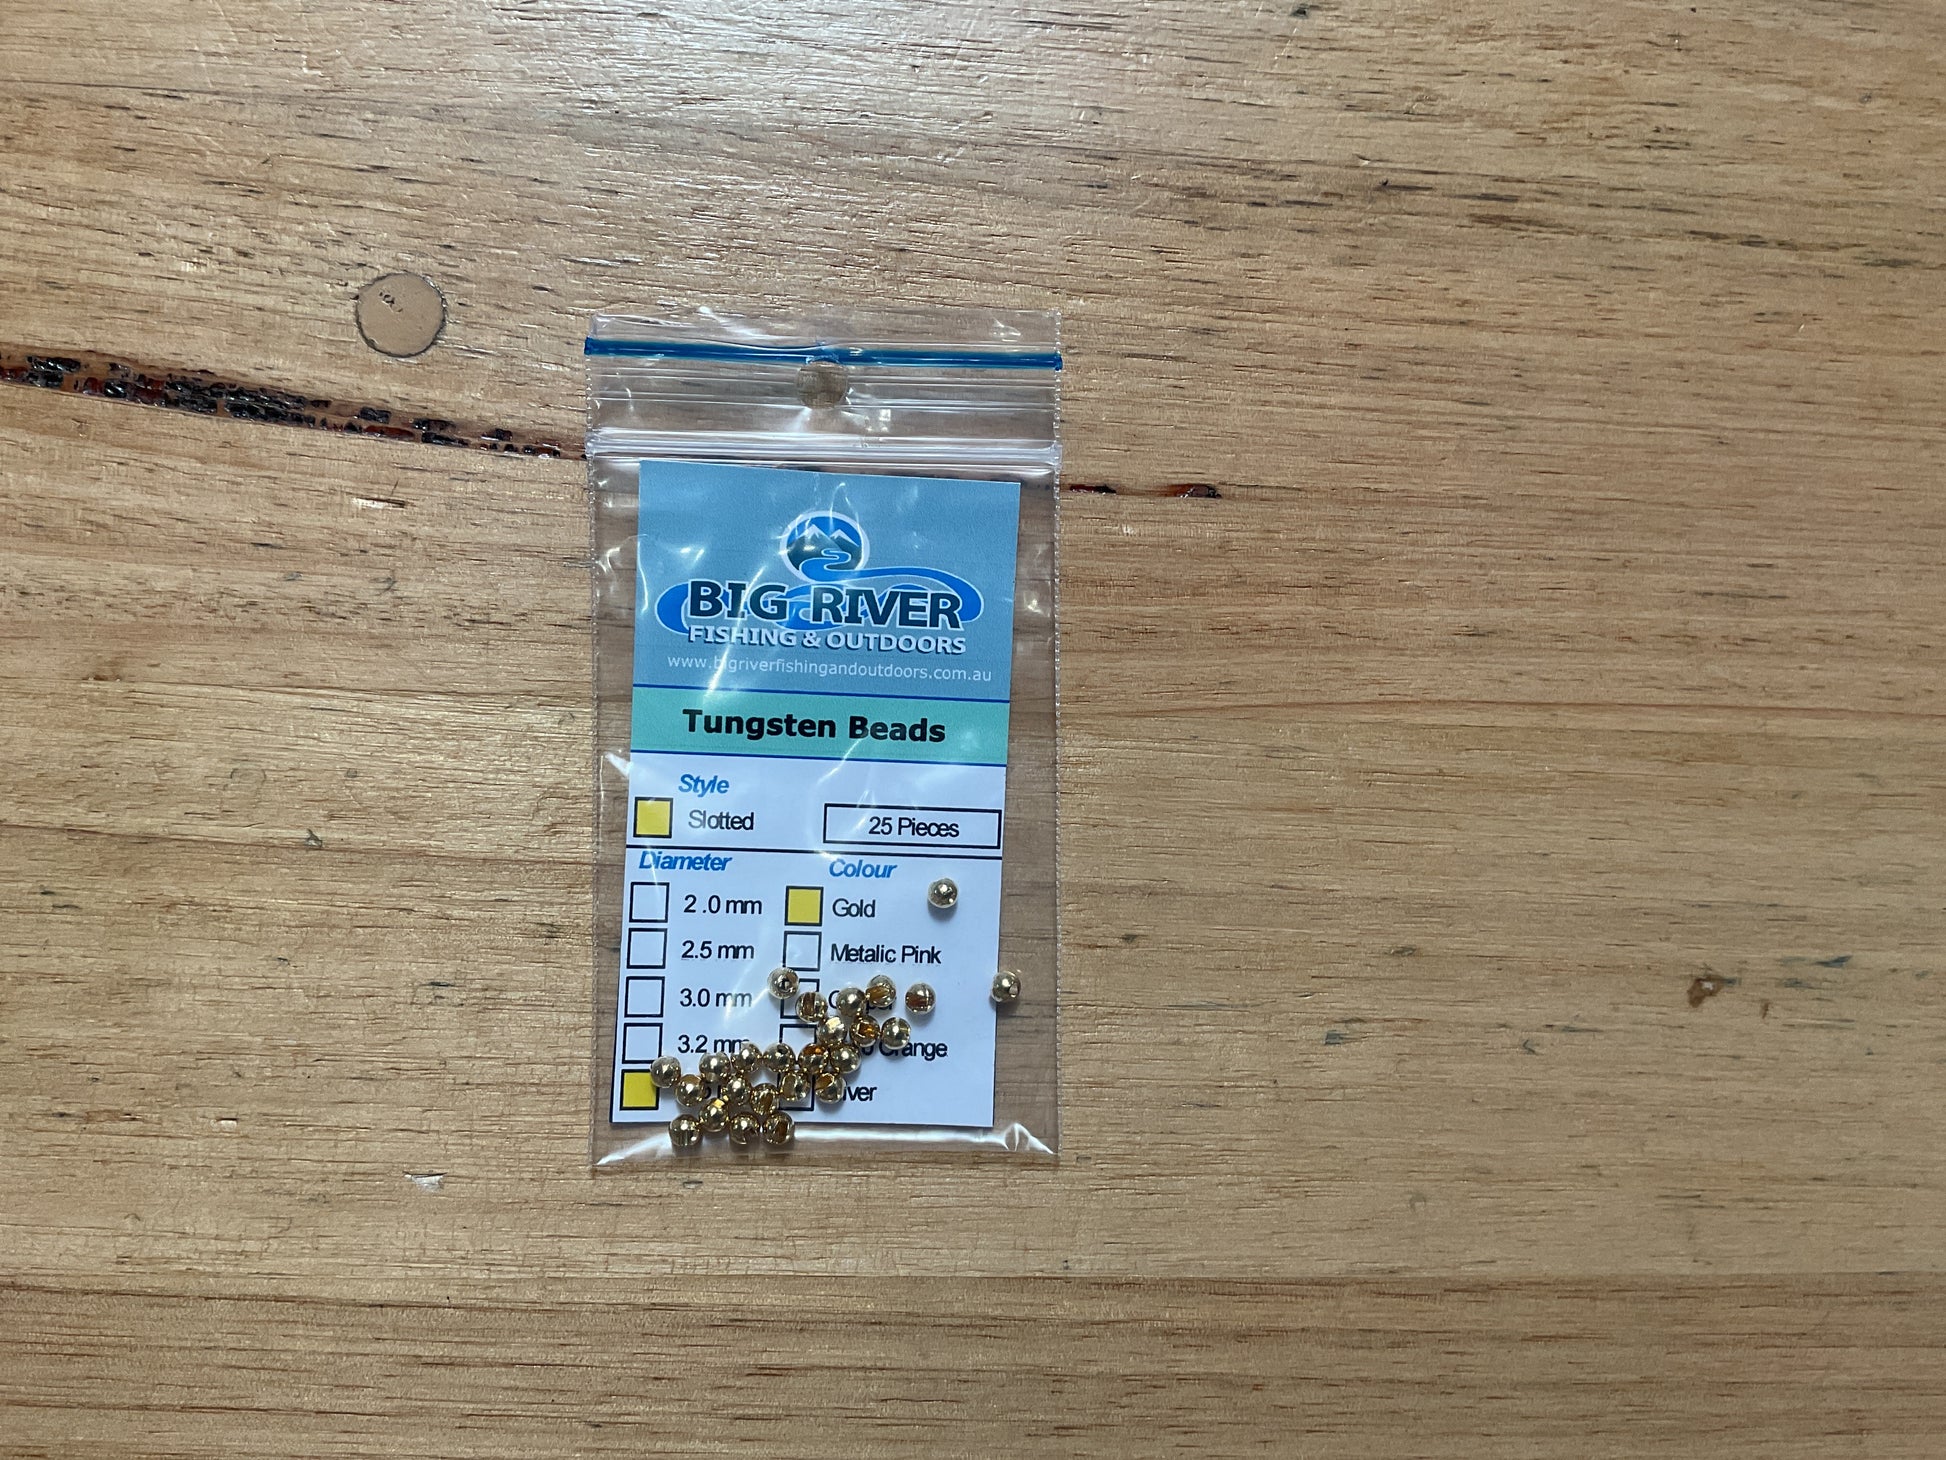 BIG RIVER
FISHING & OUTDOORS
www.bigriverfishingandoutdoors.com.au
Tungsten Beads
Style
Slotted
25 Pieces
Diameter
Colour
2.0 mm
Gold
2.5 mm
Metalic Pink
3.0 mm
3.2 mm
Orange